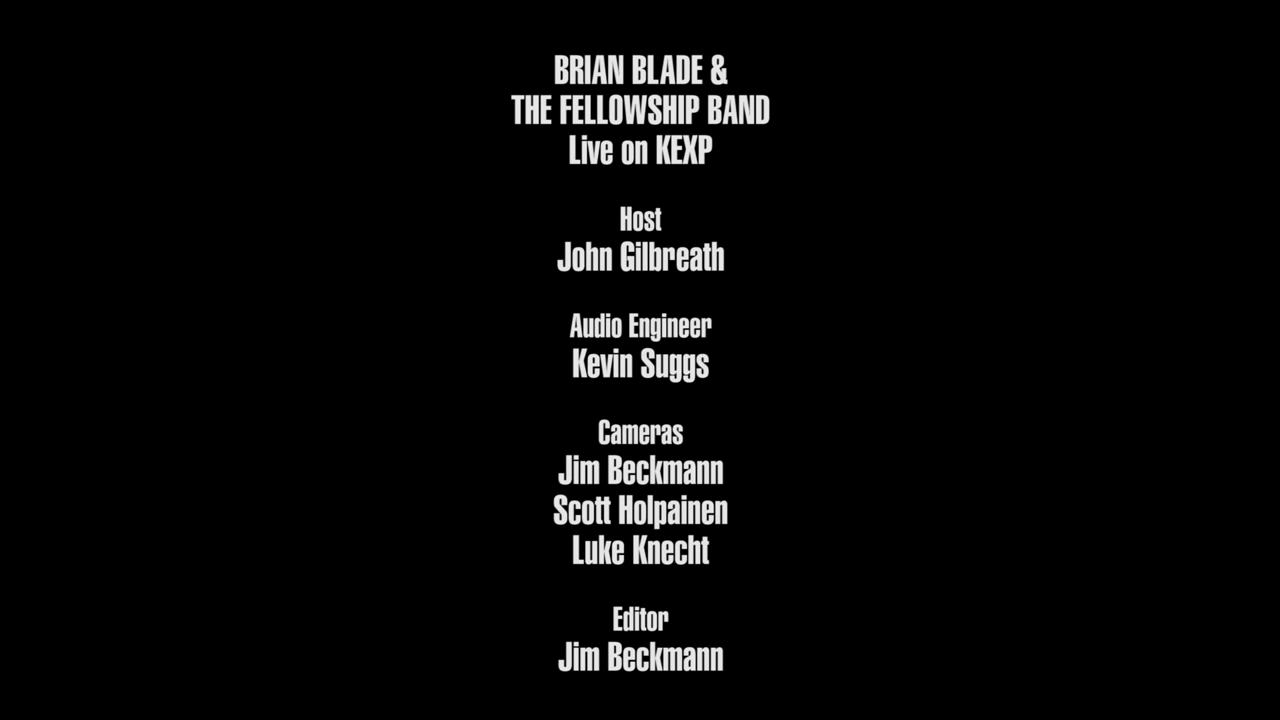 BRIAN BLADE &
THE FELLOWSHIP BAND
Live on KEXP
Host
John Gilbreath
Audio Engineer
Kevin Suggs
Cameras
Jim Beckmann
Scott Holpainen
Luke Knecht
Editor
Jim Beckmann